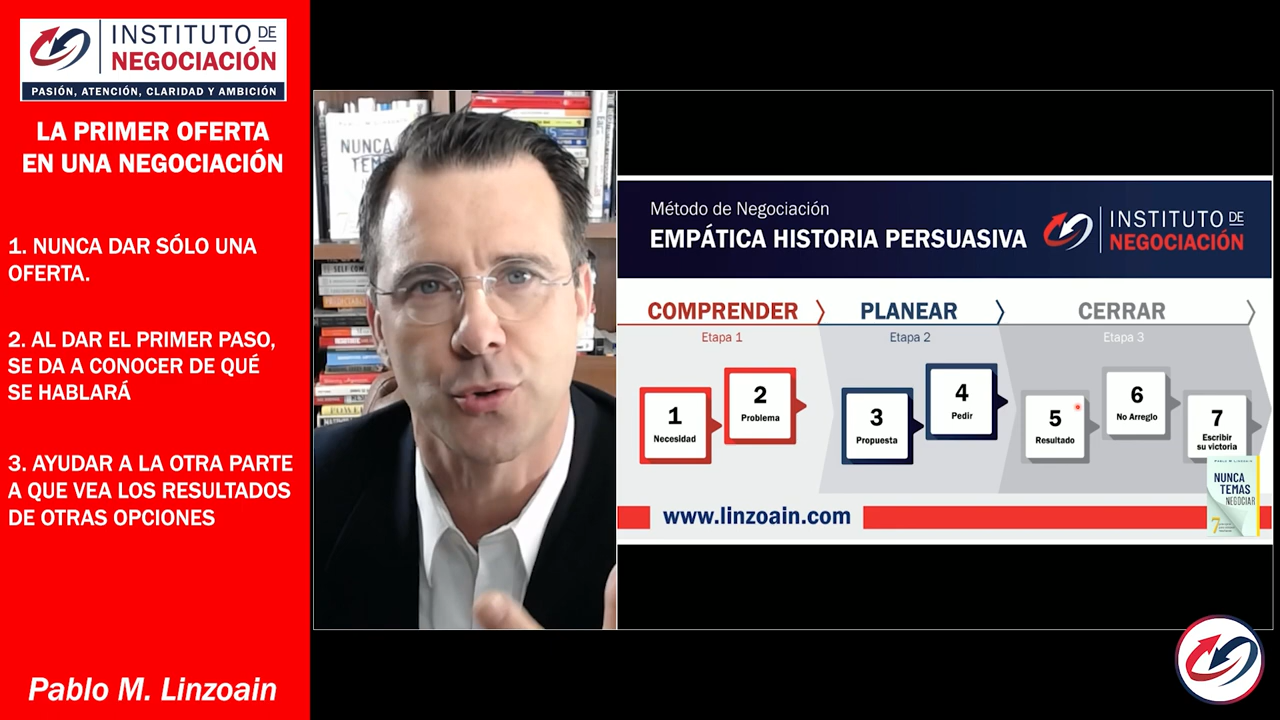 INSTITUTO DE
NEGOCIACIÓN
PASIÓN, ATENCIÓN, CLARIDAD Y AMBICIÓN
LA PRIMER OFERTA
EN UNA NEGOCIACIÓN
1. NUNCA DAR SÓLO UNA
OFERTA.
2. AL DAR EL PRIMER PASO,
SE DA A CONOCER DE QUÉ
SE HABLARÁ
3. AYUDAR A LA OTRA PARTE
A QUE VEA LOS RESULTADOS
DE OTRAS OPCIONES
Pablo M. Linzoain
NUNCA
Método de Negociación
EMPÁTICA HISTORIA PERSUASIVA
INSTITUTO DE
NEGOCIACIÓN
COMPRENDER
Etapa 1
PLANEAR
Etapa 2
CERRAR
Etapa 3
1
Necesidad
2
Problema
3
Propuesta
4
Pedir
5
Resultado
6
No Arreglo
7
Escribir
su victoria
www.linzoain.com
PABLO M LINZOAIN
NUNCA
TEMAS
NEGOCIAR
7